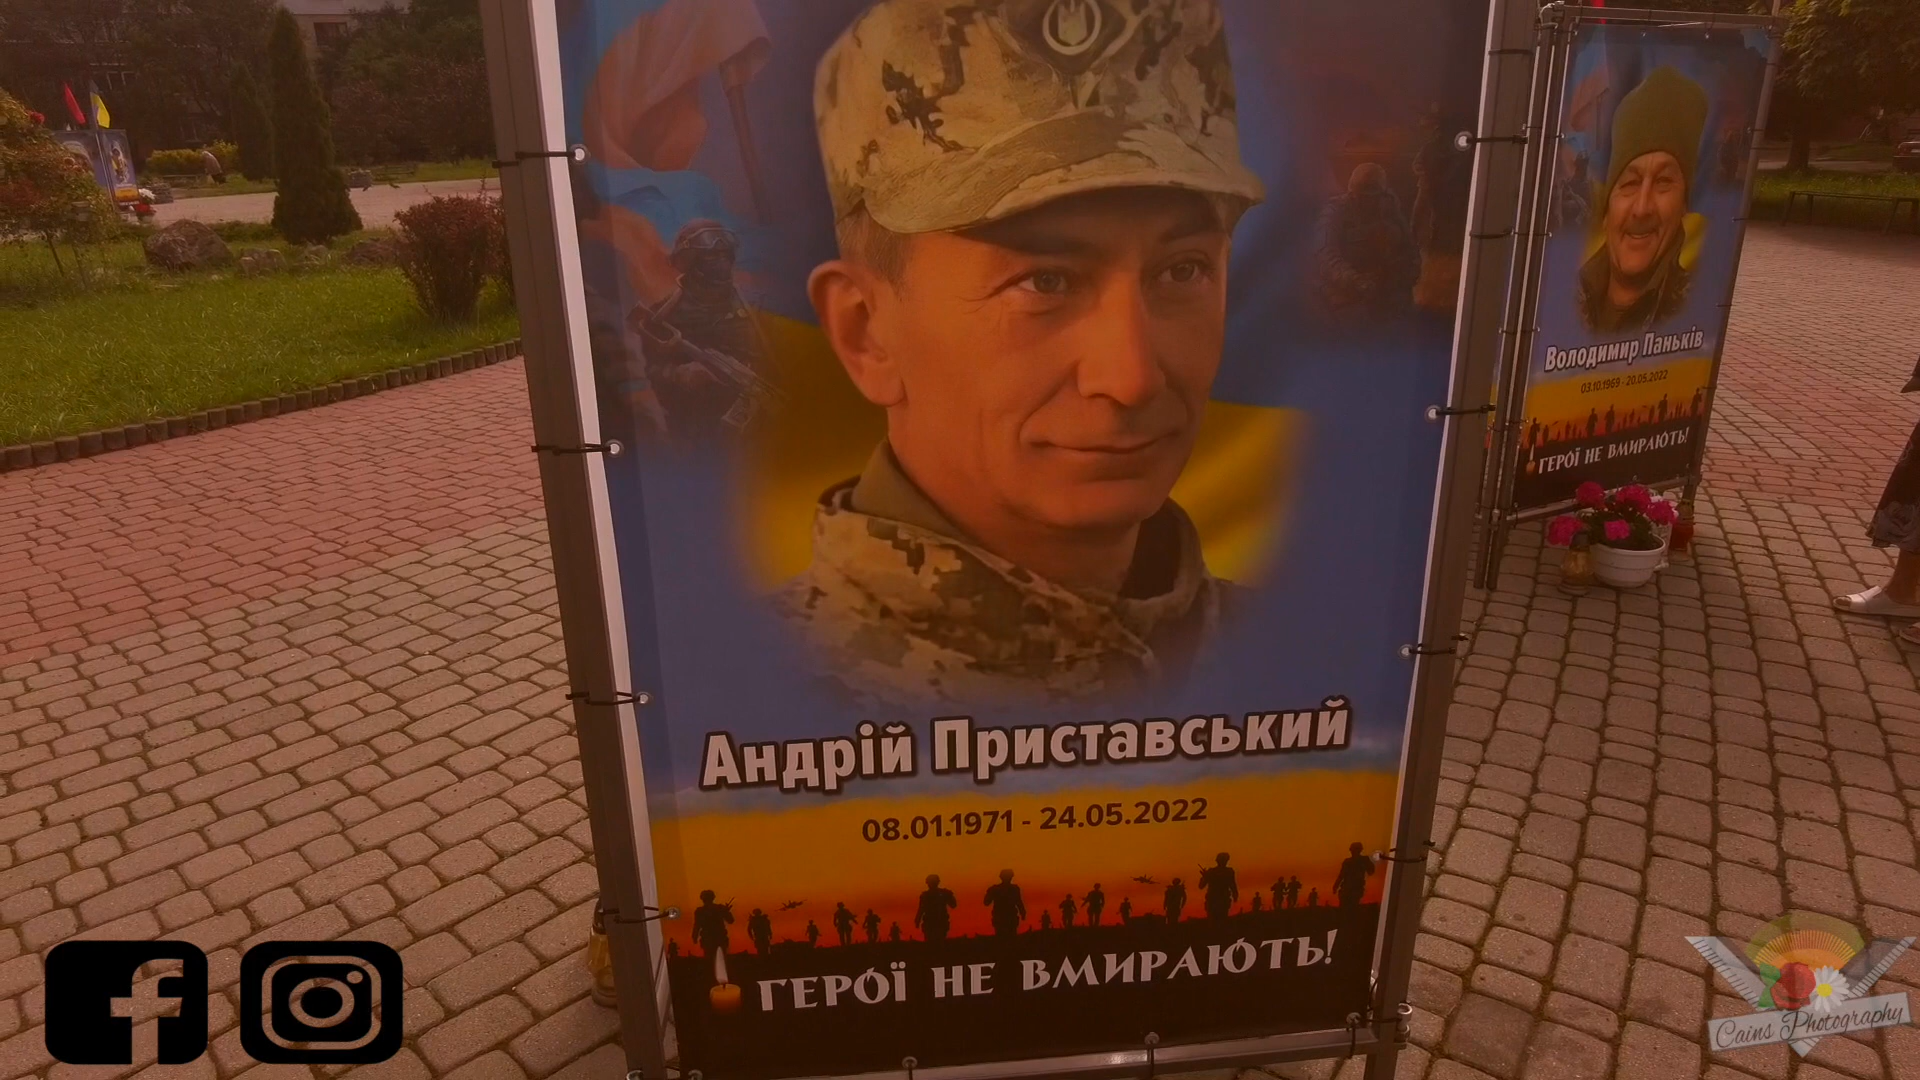 Андрій Приставський
08.01.1971 - 24.05.2022
ГЕРОЇ НЕ ВМИРАЮТЬ!
Володимир Паньків
03.10.1969 - 20.05.2022
ГЕРОЇ НЕ ВМИРАЮТЬ!
Cains Photography